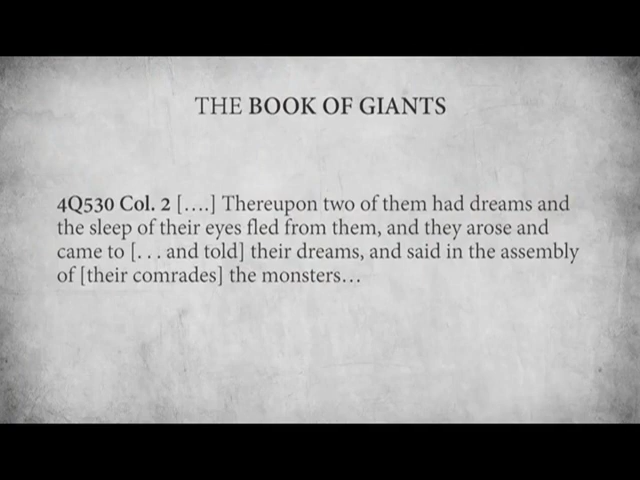 THE BOOK OF GIANTS
4Q530 Col. 2 [….] Thereupon two of them had dreams and
the sleep of their eyes fled from them, and they arose and
came to [. . . and told] their dreams, and said in the assembly
of [their comrades] the monsters…